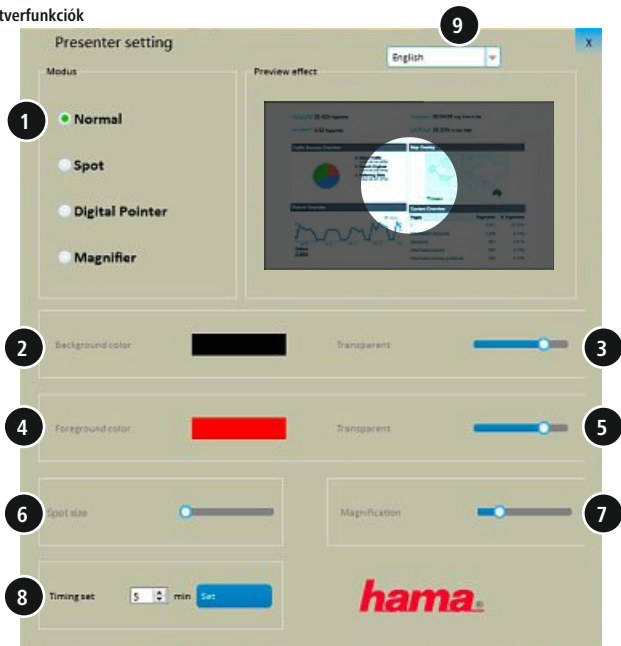 tverfunkciók
9
Presenter setting
English
x
Modus
Preview effect
1
Normal
Spot
Digital Pointer
Magnifier
2
Background color
Transparent
3
4
Foreground color
Transparent
5
6
Spot size
Magnification
7
8
Timing set
5
min
Set
hama